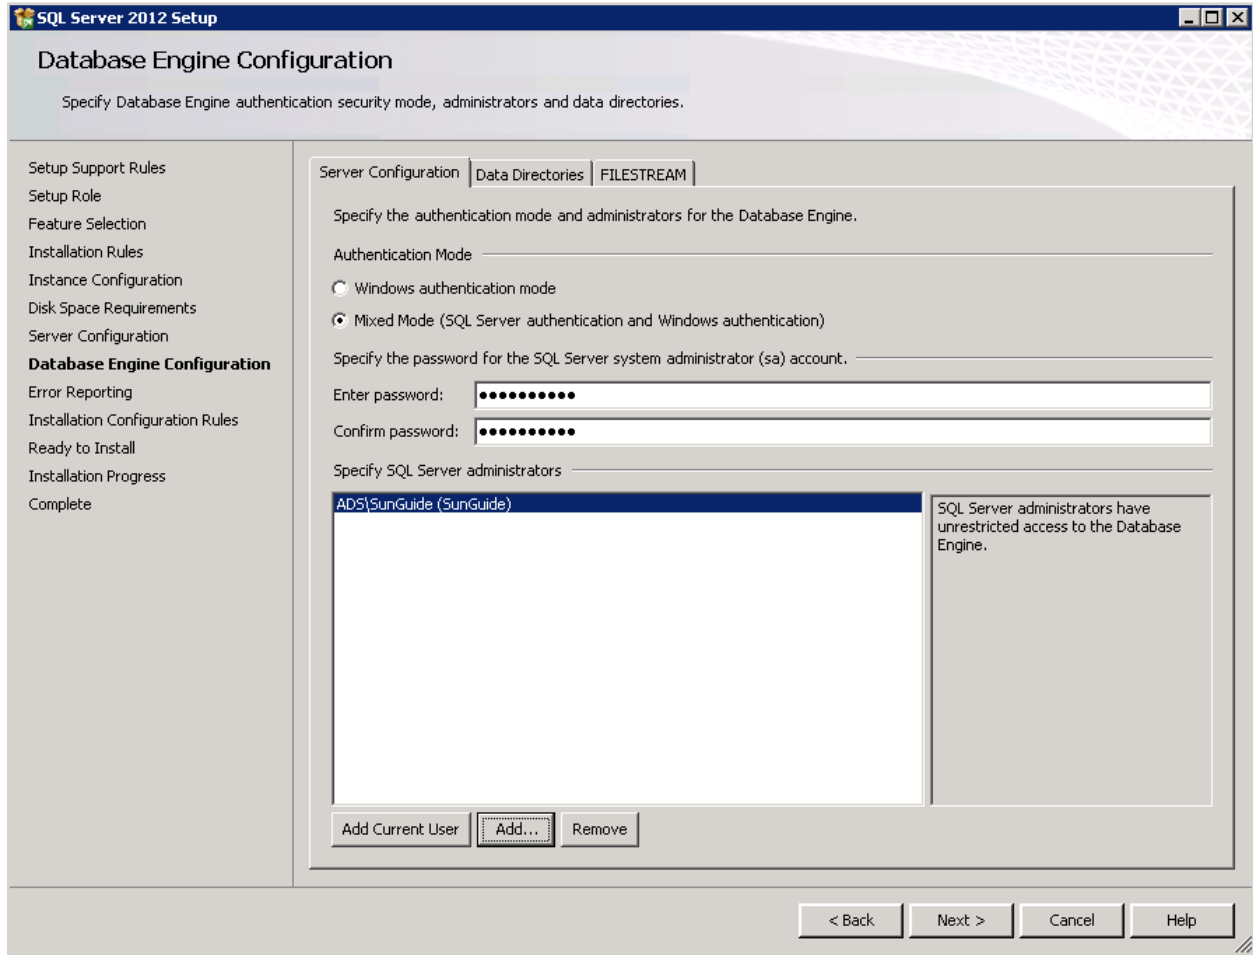 SQL Server 2012 Setup
Database Engine Configuration
Specify Database Engine authentication security mode, administrators and data directories.
Setup Support Rules
Setup Role
Feature Selection
Installation Rules
Instance Configuration
Disk Space Requirements
Server Configuration
Database Engine Configuration
Error Reporting
Installation Configuration Rules
Ready to Install
Installation Progress
Complete
Server Configuration Data Directories FILESTREAM
Specify the authentication mode and administrators for the Database Engine.
Authentication Mode
Windows authentication mode
Mixed Mode (SQL Server authentication and Windows authentication)
Specify the password for the SQL Server system administrator (sa) account.
Enter password: ●●●●●●●●●●
Confirm password: ●●●●●●●●●●
Specify SQL Server administrators
ADS\SunGuide (SunGuide)
SQL Server administrators have
unrestricted access to the Database
Engine.
Add Current User Add... Remove
< Back Next > Cancel Help